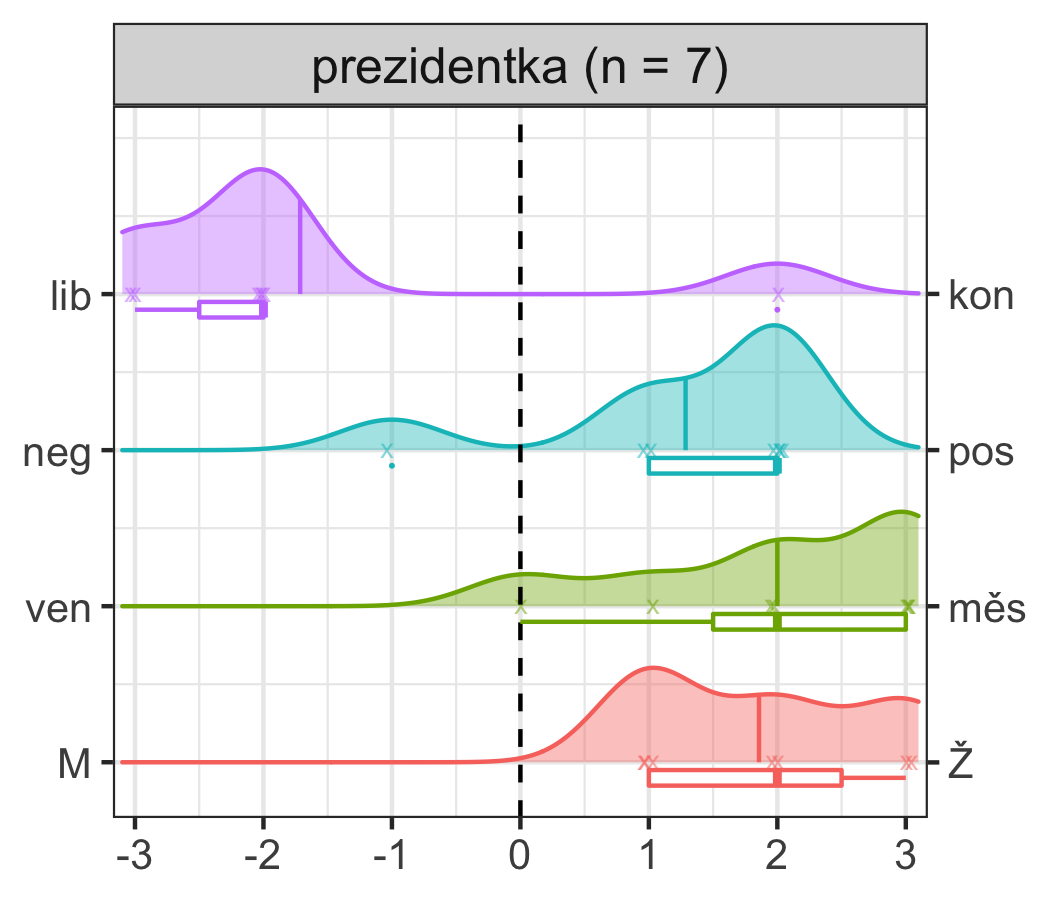 prezidentka (n = 7)
lib kon
neg pos
ven měs
M Ž
-3 -2 -1 0 1 2 3